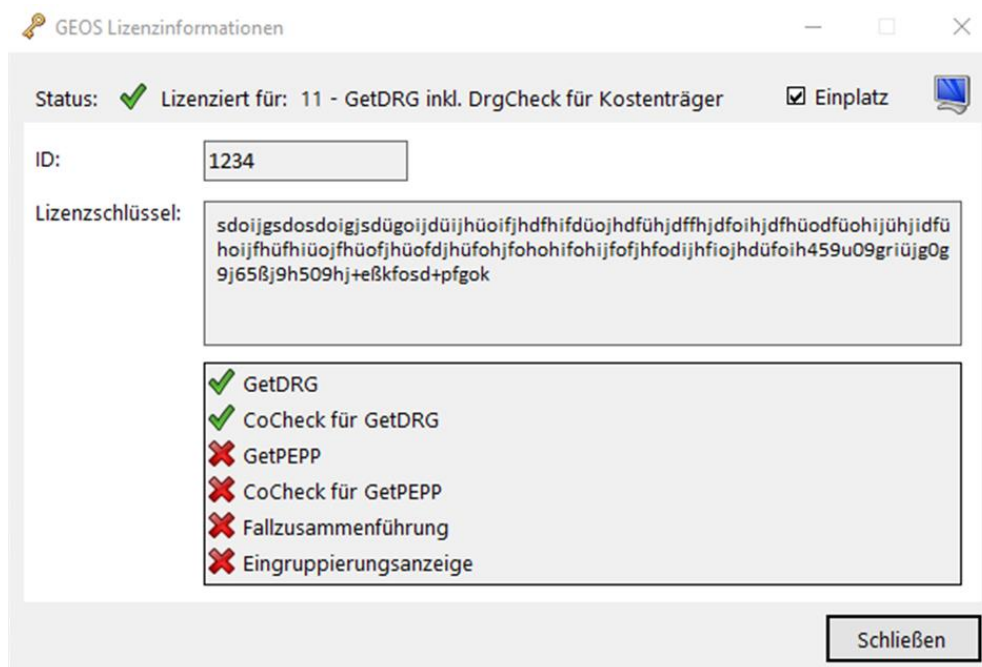 GEOS Lizenzinformationen
Status: Lizenziert für: 11 - GetDRG inkl. DrgCheck für Kostenträger Einplatz
ID: 1234
Lizenzschlüssel:
sdoijgsdosdoigjsdügoijdüijhüoifjhdfhifdüojhdfühjdffhjdfoihjdfhüodfüohijühjidfü
hoijfhüfhiüojfhüofjhüofdjhüfohjfohohifohijfofjhfodijhfiojhdüfoih459u09griüjg0g
9j65ßj9h509hj+eßkfosd+pfgok
GetDRG
CoCheck für GetDRG
GetPEPP
CoCheck für GetPEPP
Fallzusammenführung
Eingruppierungsanzeige
Schließen